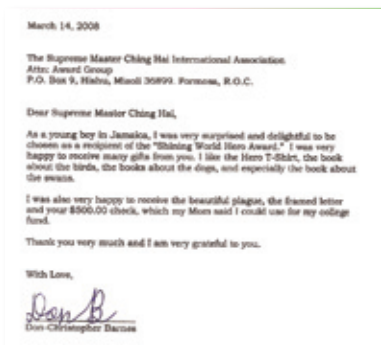 March 14, 2008
The Supreme Master Ching Hai International Association
Attn: Award Group
P.O. Box 9, Hsihu, Miaoli 36899. Formosa, R.O.C.
Dear Supreme Master Ching Hai,
As a young boy in Jamaica, I was very surprised and delightful to be
chosen as a recipient of the "Shining World Hero Award." I was very
happy to receive many gifts from you. I like the Hero T-Shirt, the book
about the birds, the books about the dogs, and especially the book about
the swans.
I was also very happy to receive the beautiful plague, the framed letter
and your $500.00 check, which my Mom said I could use for my college
fund.
Thank you very much and I am very grateful to you.
With Love,
Don B
Don-Christopher Barnes